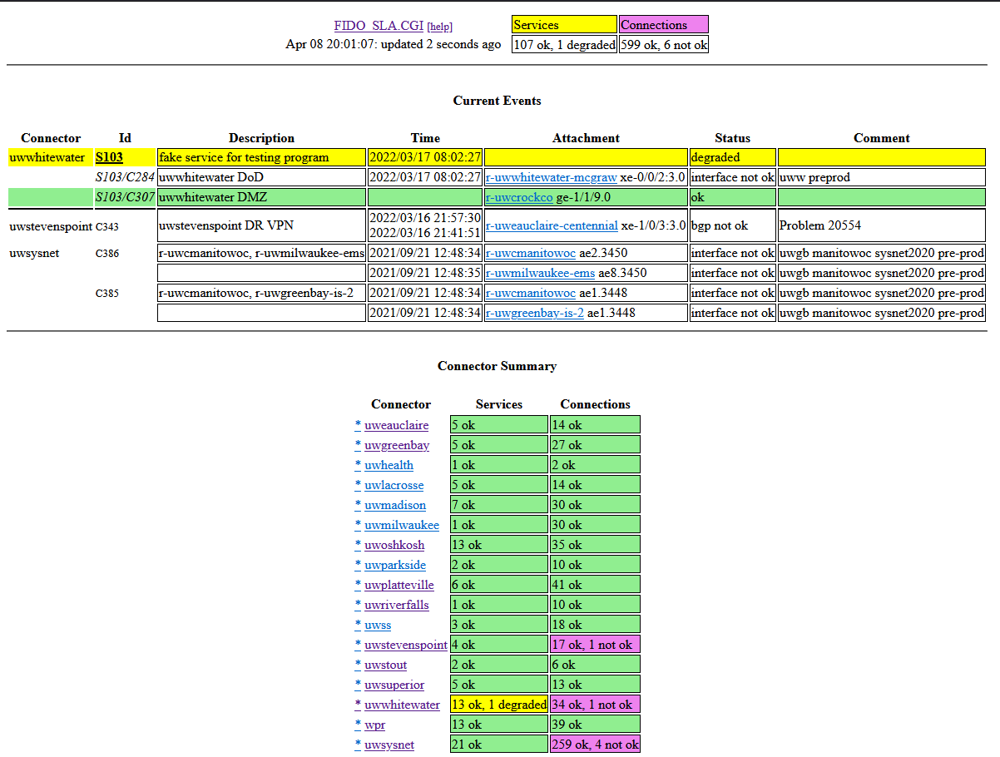 FIDO_SLA.CGI [help]
Services Connections
Apr 08 20:01:07: updated 2 seconds ago
107 ok, 1 degraded 599 ok, 6 not ok
Current Events
Connector Id Description Time Attachment Status Comment
uwwhitewater S103 fake service for testing program 2022/03/17 08:02:27 degraded
S103/C284 uwwhitewater DoD 2022/03/17 08:02:27 r-uwwhitewater-mcgraw xe-0/0/2:3.0 interface not ok uww preprod
S103/C307 uwwhitewater DMZ r-uwcrockco ge-1/1/9.0 ok
uwstevenspoint C343 uwstevenspoint DR VPN 2022/03/16 21:57:30 r-uweauclaire-centennial xe-1/0/3:3.0 bgp not ok Problem 20554
2022/03/16 21:41:51
uwsysnet C386 r-uwcmanitowoc, r-uwmilwaukee-ems 2021/09/21 12:48:34 r-uwcmanitowoc ae2.3450 interface not ok uwgb manitowoc sysnet2020 pre-prod
2021/09/21 12:48:35 r-uwmilwaukee-ems ae8.3450 interface not ok uwgb manitowoc sysnet2020 pre-prod
C385 r-uwcmanitowoc, r-uwgreenbay-is-2 2021/09/21 12:48:34 r-uwcmanitowoc ae1.3448 interface not ok uwgb manitowoc sysnet2020 pre-prod
2021/09/21 12:48:34 r-uwgreenbay-is-2 ae1.3448 interface not ok uwgb manitowoc sysnet2020 pre-prod
Connector Summary
Connector Services Connections
* uweauclaire 5 ok 14 ok
* uwgreenbay 5 ok 27 ok
* uwhealth 1 ok 2 ok
* uwlacrosse 5 ok 14 ok
* uwmadison 7 ok 30 ok
* uwmilwaukee 1 ok 30 ok
* uwoshkosh 13 ok 35 ok
* uwparkside 2 ok 10 ok
* uwplatteville 6 ok 41 ok
* uwriverfalls 1 ok 10 ok
* uwss 3 ok 18 ok
* uwstevenspoint 4 ok 17 ok, 1 not ok
* uwstout 2 ok 6 ok
* uwsuperior 5 ok 13 ok
* uwwhitewater 13 ok, 1 degraded 34 ok, 1 not ok
* wpr 13 ok 39 ok
* uwsysnet 21 ok 259 ok, 4 not ok